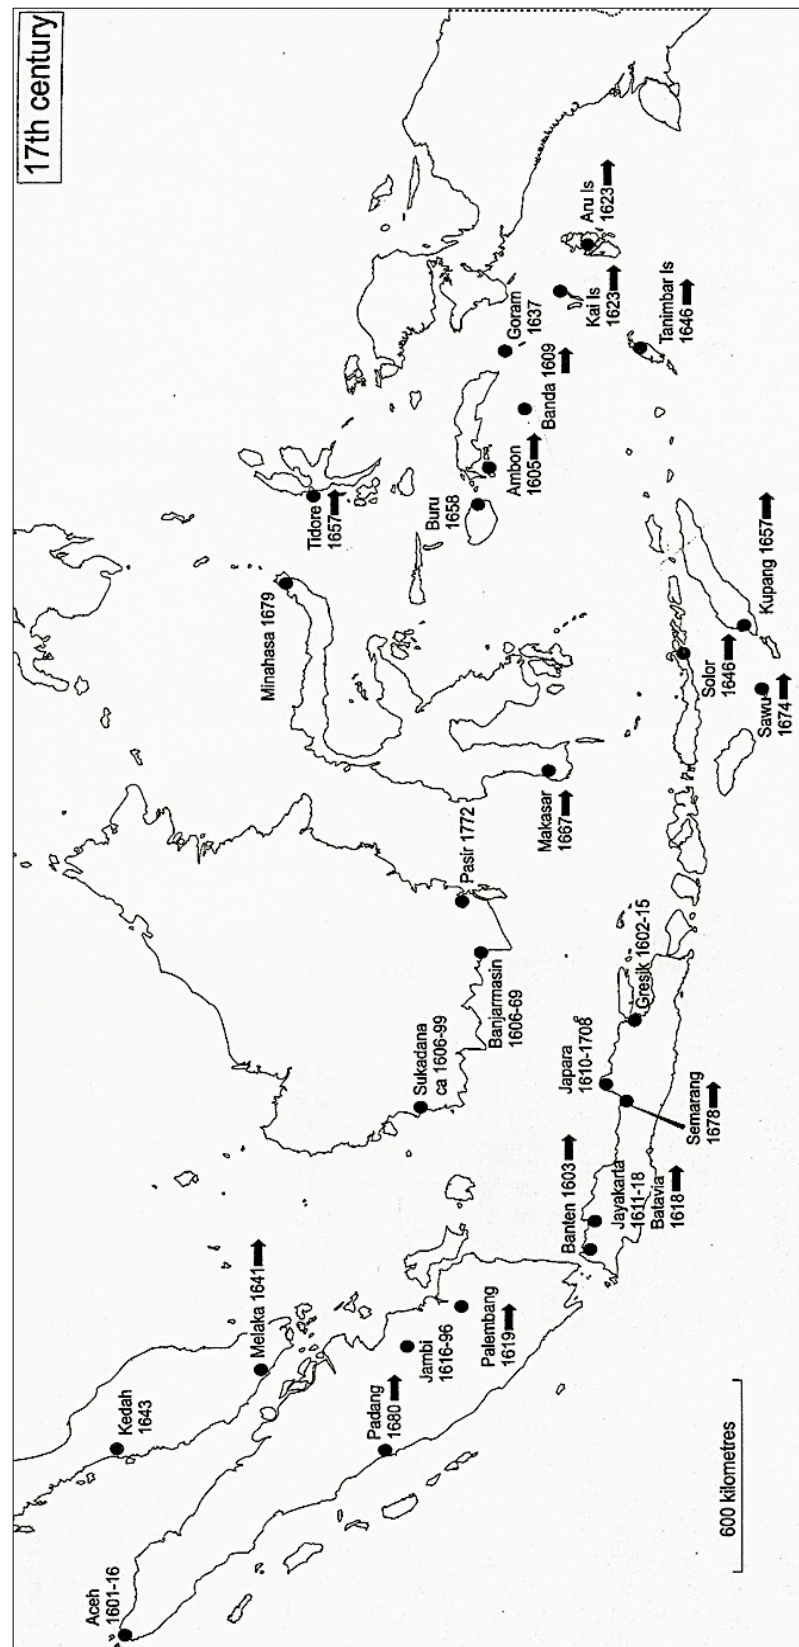 17th century
Aceh
1601-16
Kedah
1643
Melaka 1641
Padang
1680
Jambi
1616-96
Palembang
1619
Banten 1603
Jayakarta
1611-18
Batavia
1618
Semarang
1678
Japara
1610-1708
Gresik 1602-15
Sukadana
ca 1606-99
Banjarmasin
1606-69
Pasir 1772
Makasar
1667
Minahasa 1679
Tidore
1657
Buru
1658
Ambon
1605
Banda 1609
Goram
1637
Kai Is
1623
Aru Is
1623
Tanimbar Is
1646
Solor
1646
Sawu
1674
Kupang 1657
600 kilometres